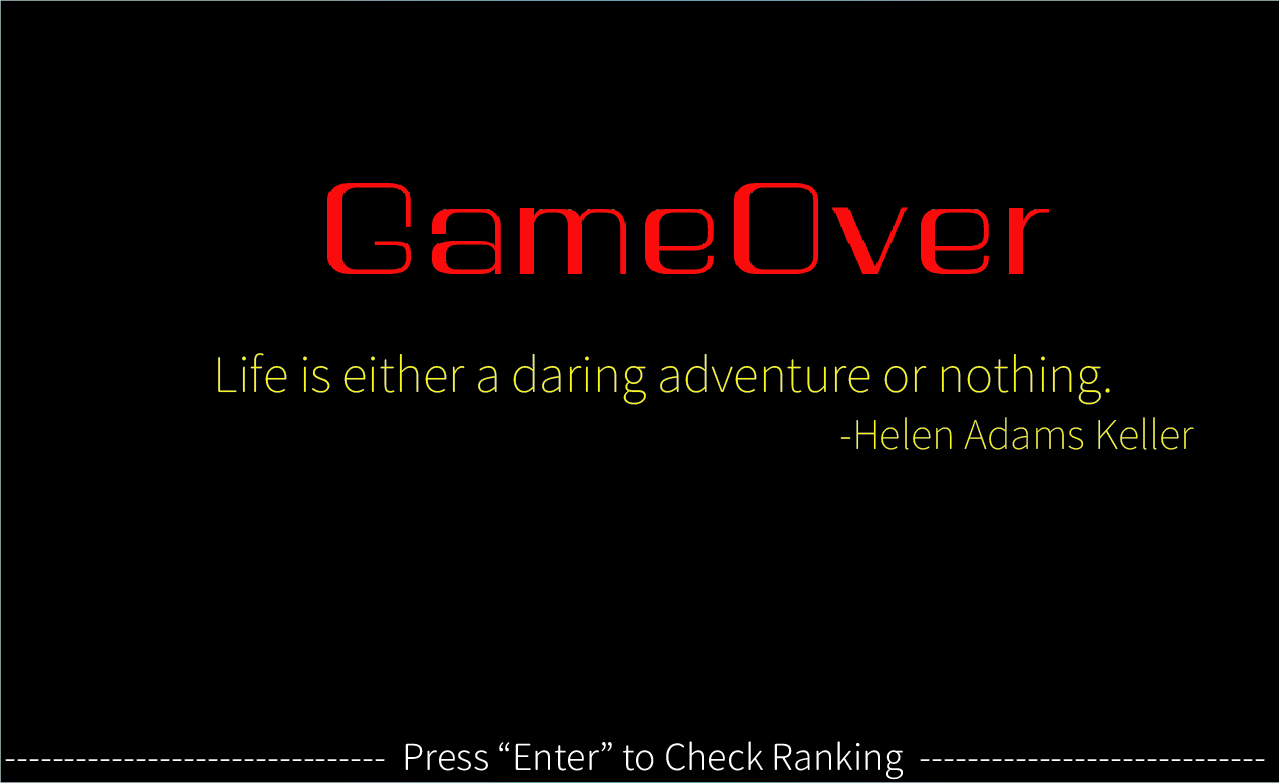 GameOver
Life is either a daring adventure or nothing.
-Helen Adams Keller
-------------------------------- Press “Enter” to Check Ranking -----------------------------